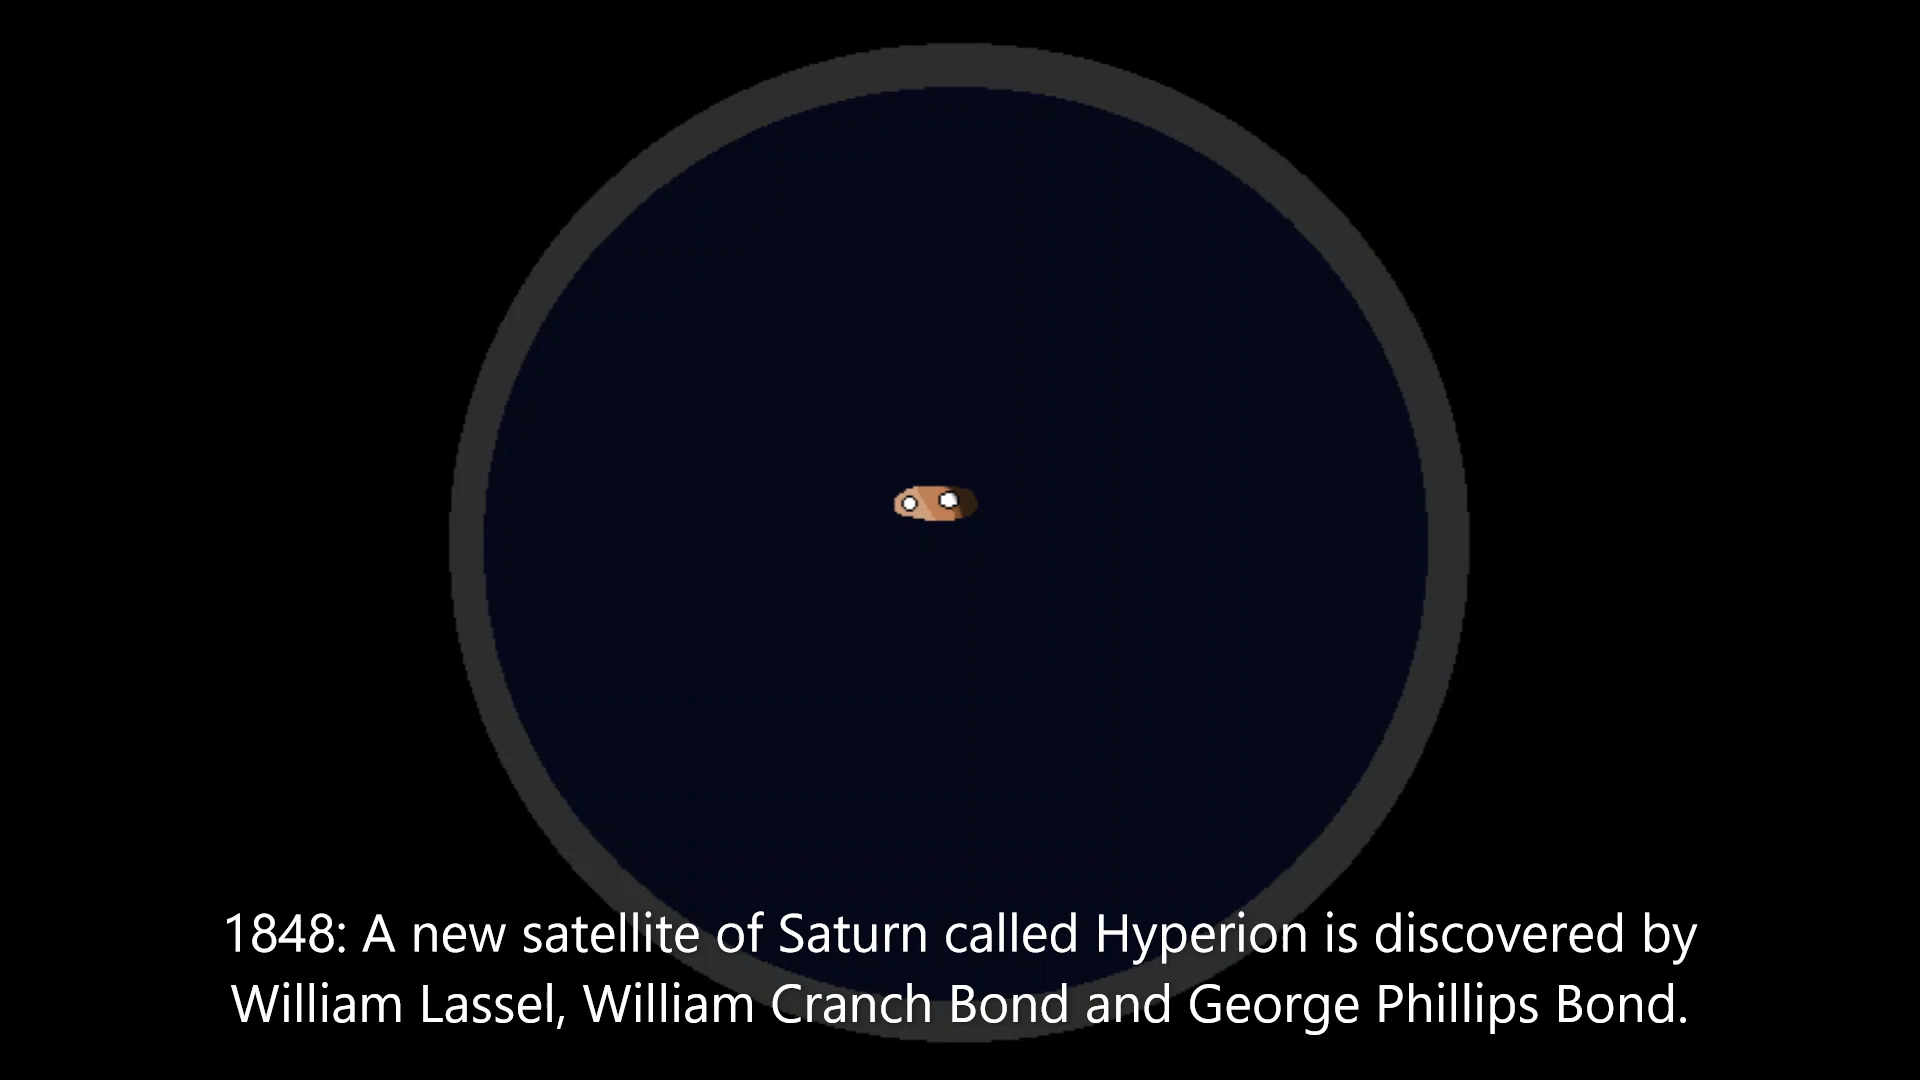 1848: A new satellite of Saturn called Hyperion is discovered by
William Lassel, William Cranch Bond and George Phillips Bond.